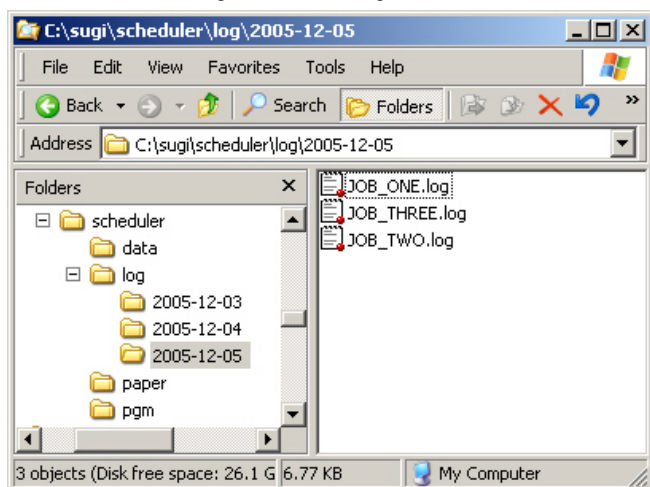 C:\sugi\scheduler\log\2005-12-05
File Edit View Favorites Tools Help
Back Search Folders »
Address C:\sugi\scheduler\log\2005-12-05
Folders
scheduler
data
log
2005-12-03
2005-12-04
2005-12-05
paper
pgm
JOB_ONE.log
JOB_THREE.log
JOB_TWO.log
3 objects (Disk free space: 26.1 G 6.77 KB My Computer